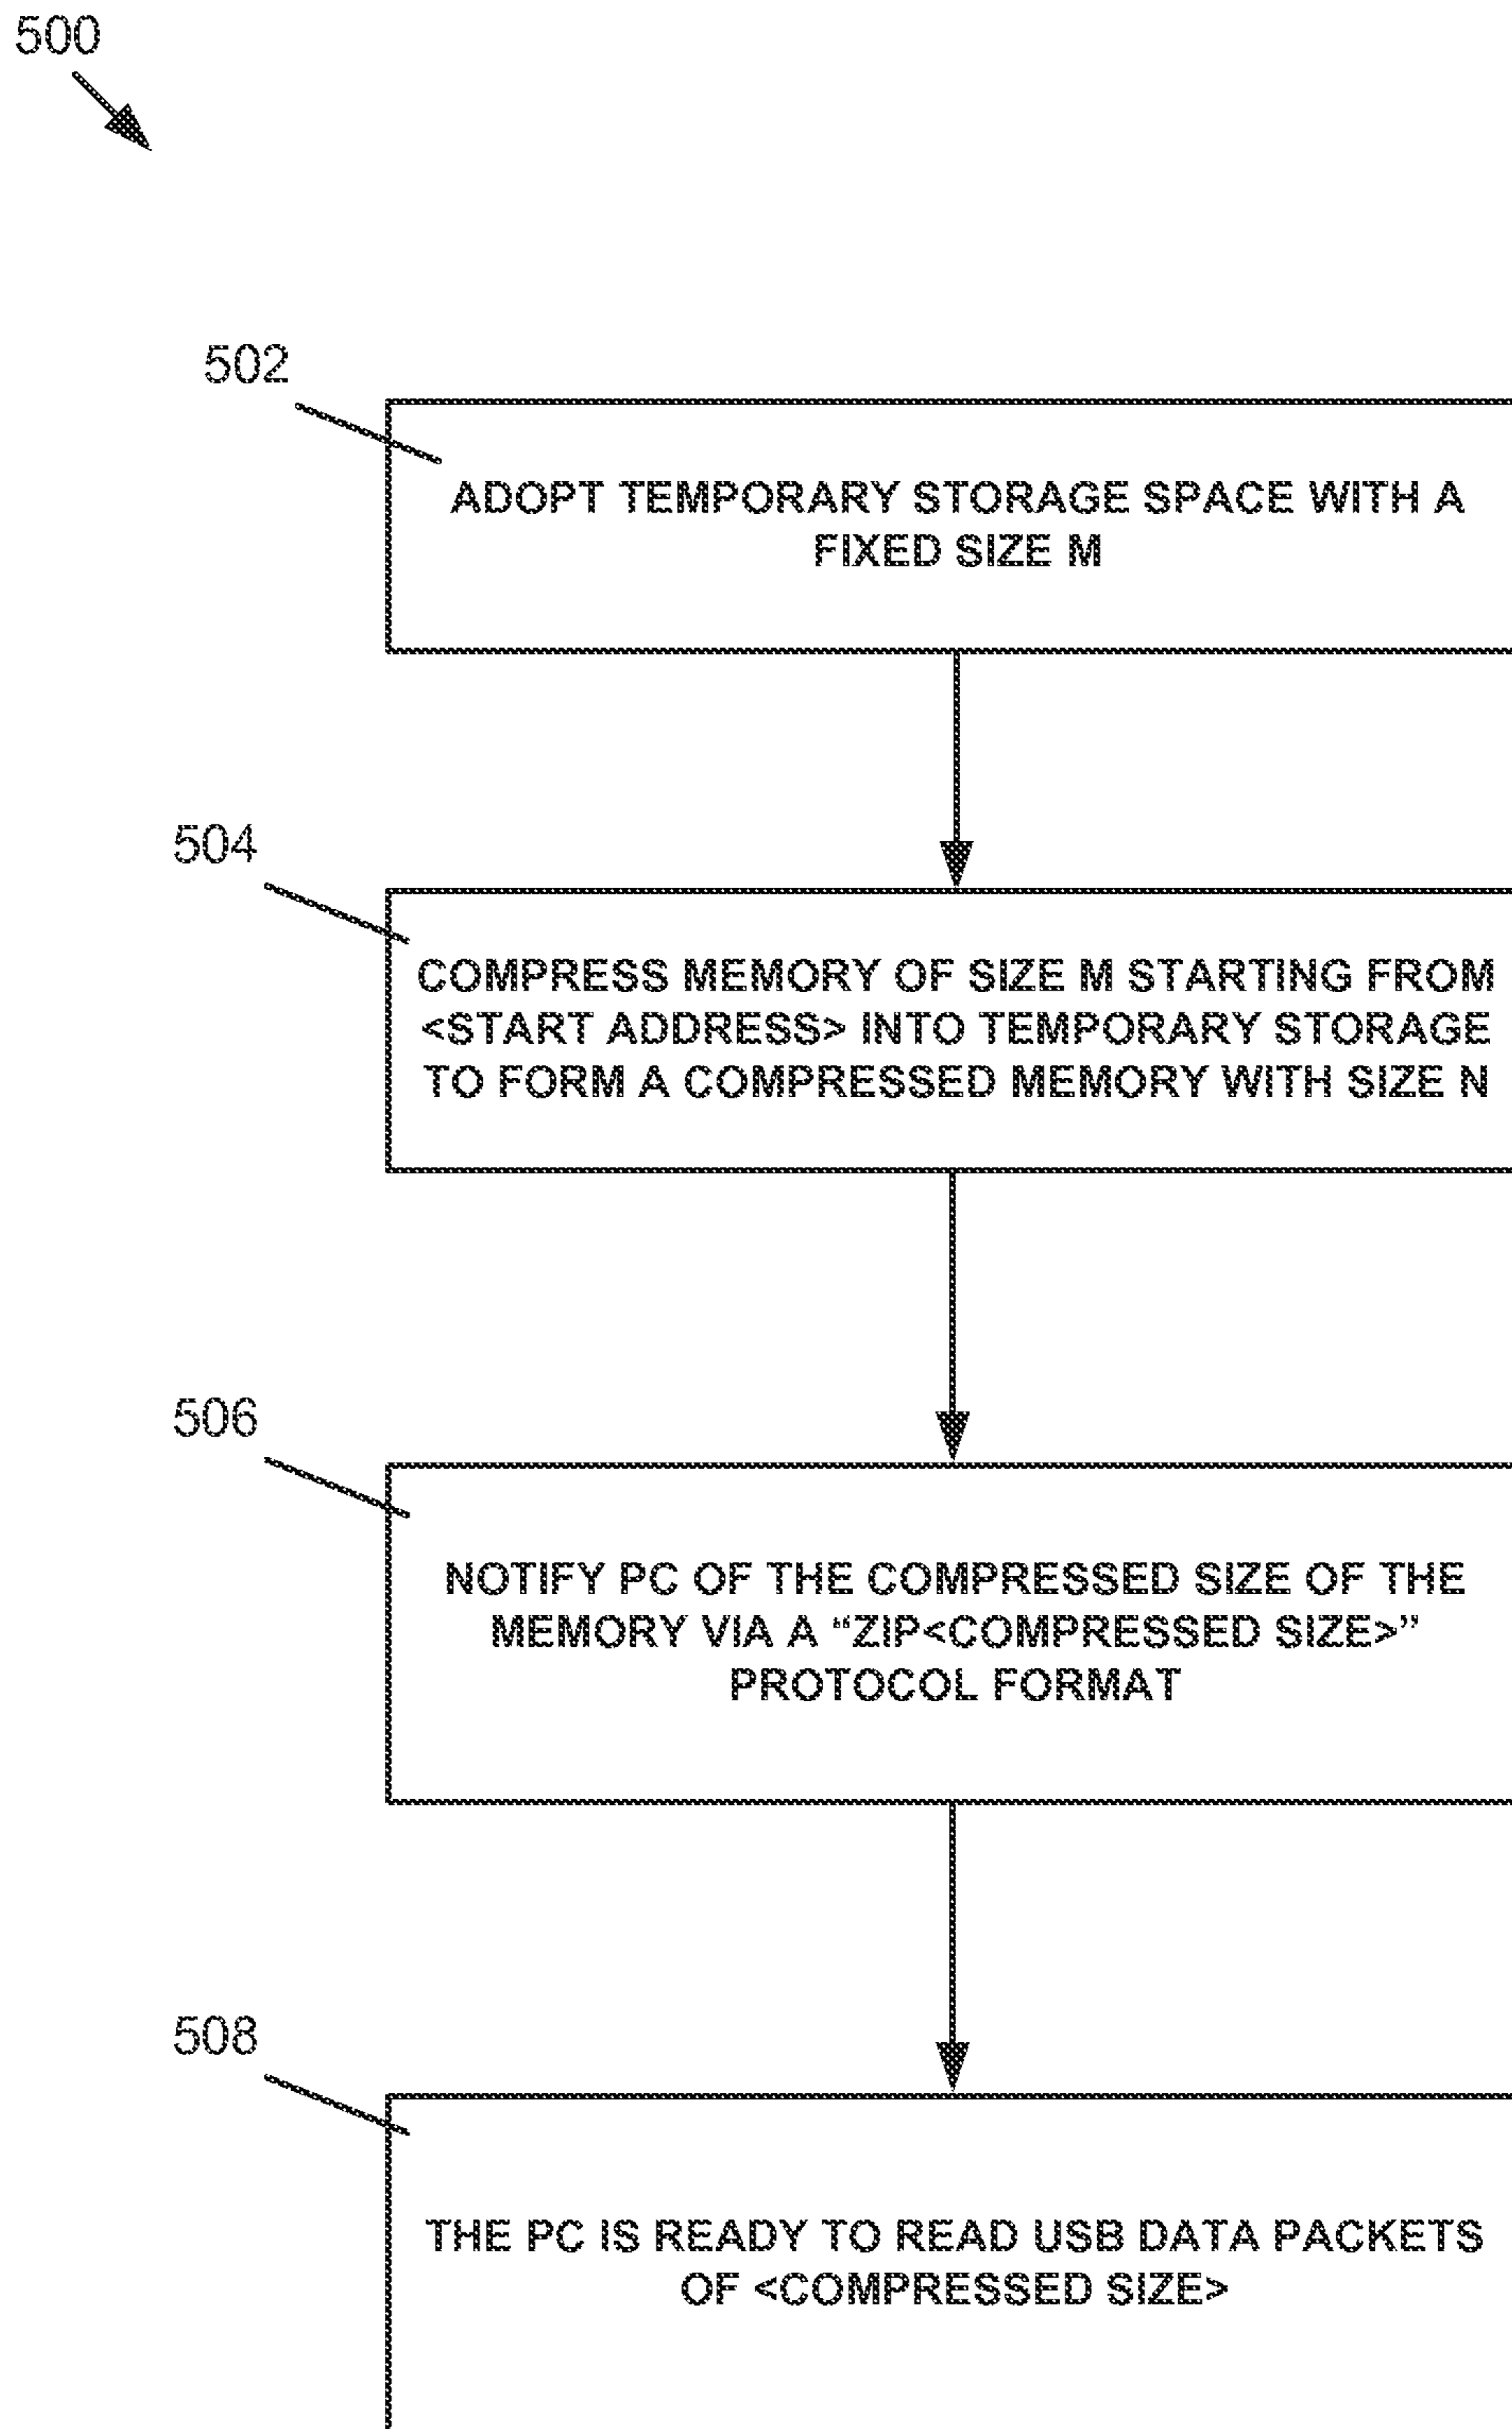 500
502
ADOPT TEMPORARY STORAGE SPACE WITH A
FIXED SIZE M
504
COMPRESS MEMORY OF SIZE M STARTING FROM
<START ADDRESS> INTO TEMPORARY STORAGE
TO FORM A COMPRESSED MEMORY WITH SIZE N
506
NOTIFY PC OF THE COMPRESSED SIZE OF THE
MEMORY VIA A “ZIP<COMPRESSED SIZE>”
PROTOCOL FORMAT
508
THE PC IS READY TO READ USB DATA PACKETS
OF <COMPRESSED SIZE>